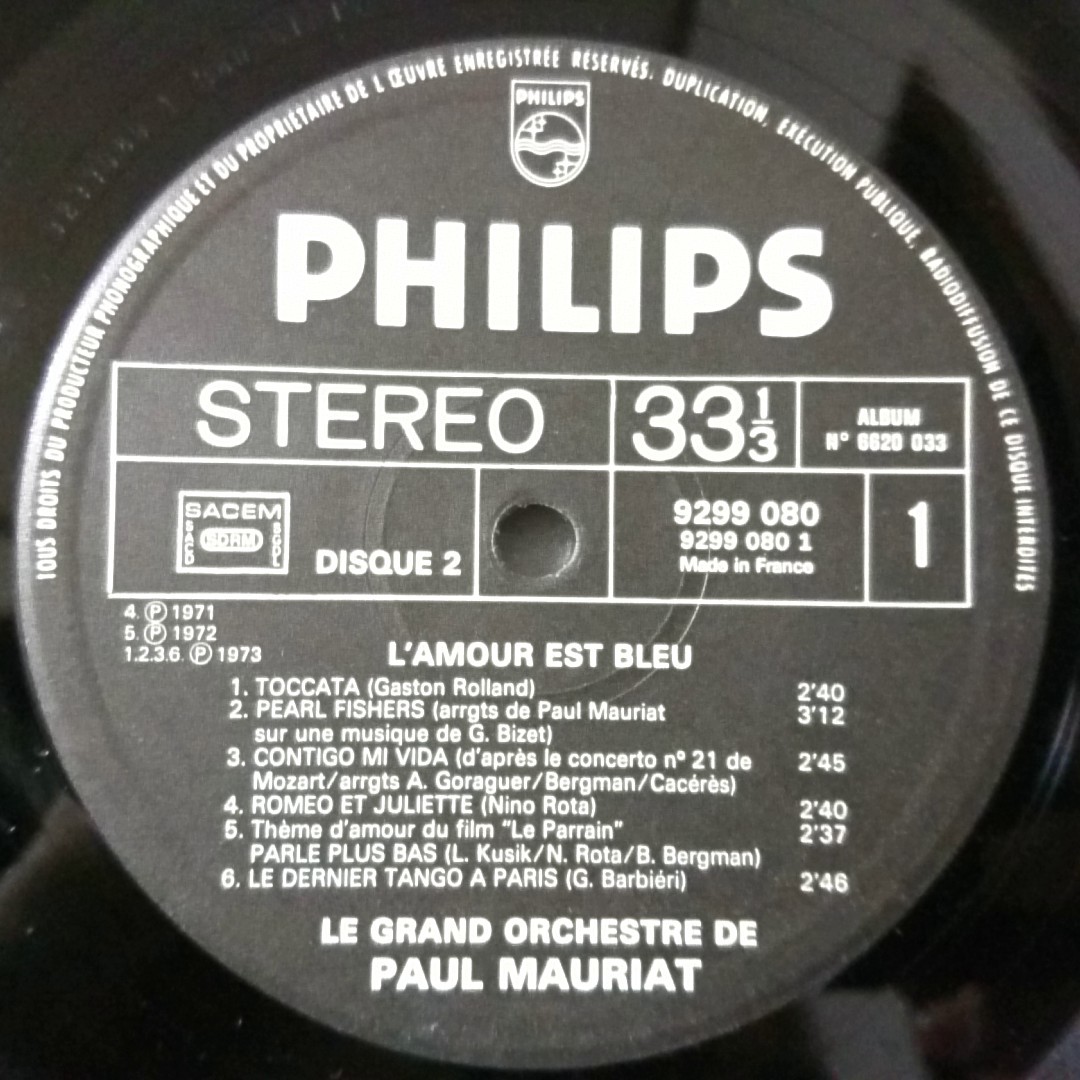 TOUS DROITS DU PRODUCTEUR PHONOGRAPHIQUE ET DU PROPRIÉTAIRE DE L'ŒUVRE ENREGISTRÉE RÉSERVÉS. DUPLICATION, EXÉCUTION PUBLIQUE, RADIODIFFUSION DE CE DISQUE INTERDITES
PHILIPS
PHILIPS
STEREO
33 1/3
ALBUM
N° 6620 033
SACEM
SACD SDRM SGDL
DISQUE 2
9299 080
9299 080 1
Made in France
1
4. Ⓟ 1971
5. Ⓟ 1972
1.2.3.6. Ⓟ 1973
L'AMOUR EST BLEU
1. TOCCATA (Gaston Rolland) 2'40
2. PEARL FISHERS (arrgts de Paul Mauriat 3'12
sur une musique de G. Bizet)
3. CONTIGO MI VIDA (d'après le concerto n° 21 de 2'45
Mozart/arrgts A. Goraguer/Bergman/Cacérès)
4. ROMEO ET JULIETTE (Nino Rota) 2'40
5. Thème d'amour du film "Le Parrain" 2'37
PARLE PLUS BAS (L. Kusik/N. Rota/B. Bergman)
6. LE DERNIER TANGO A PARIS (G. Barbiéri) 2'46
LE GRAND ORCHESTRE DE
PAUL MAURIAT